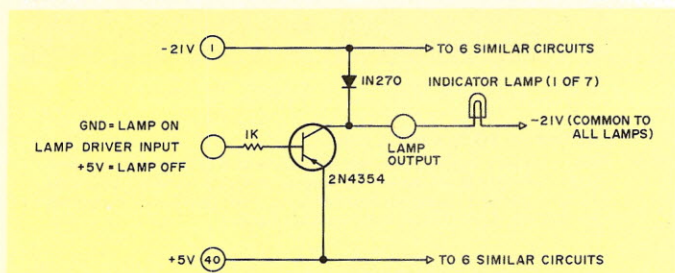 -21V 1 TO 6 SIMILAR CIRCUITS
IN270
INDICATOR LAMP (1 OF 7)
GND = LAMP ON
LAMP DRIVER INPUT
+5V = LAMP OFF
1K
2N4354
LAMP
OUTPUT
-21V (COMMON TO
ALL LAMPS)
+5V 40 TO 6 SIMILAR CIRCUITS